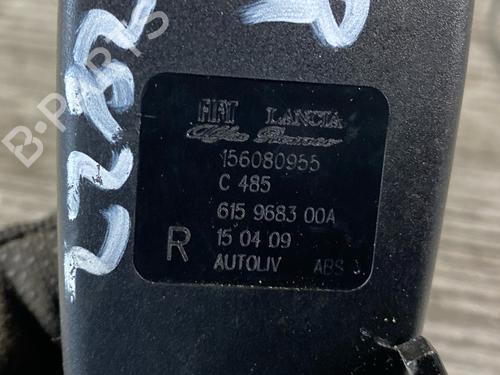 FIAT LANCIA
Alfa Romeo
156080955
C 485
615 9683 00A
R 15 04 09
AUTOLIV ABS
B-PARTS